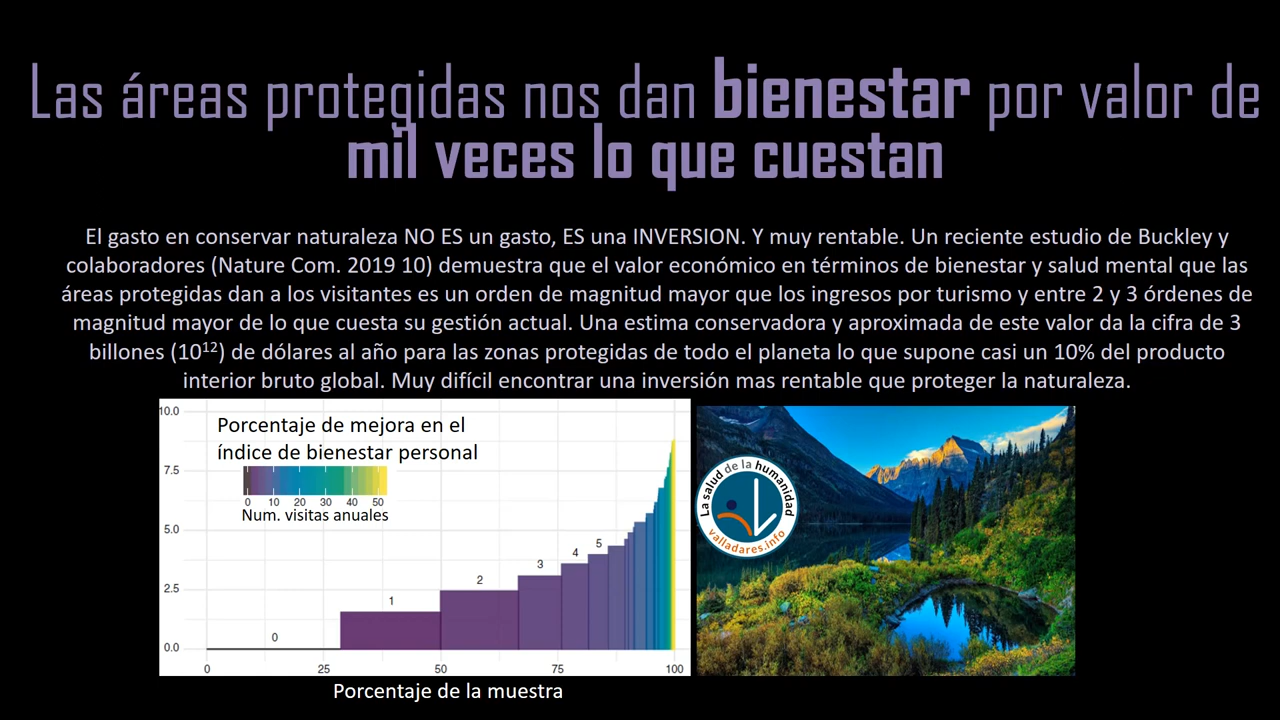 Las áreas protegidas nos dan bienestar por valor de
mil veces lo que cuestan
El gasto en conservar naturaleza NO ES un gasto, ES una INVERSION. Y muy rentable. Un reciente estudio de Buckley y
colaboradores (Nature Com. 2019 10) demuestra que el valor económico en términos de bienestar y salud mental que las
áreas protegidas dan a los visitantes es un orden de magnitud mayor que los ingresos por turismo y entre 2 y 3 órdenes de
magnitud mayor de lo que cuesta su gestión actual. Una estima conservadora y aproximada de este valor da la cifra de 3
billones (10¹²) de dólares al año para las zonas protegidas de todo el planeta lo que supone casi un 10% del producto
interior bruto global. Muy difícil encontrar una inversión mas rentable que proteger la naturaleza.
10.0
Porcentaje de mejora en el
índice de bienestar personal
7.5
0 10 20 30 40 50
Num. visitas anuales
5.0
2.5
0.0
0 1 2 3 4 5
0 25 50 75 100
Porcentaje de la muestra
La salud de la humanidad
valladares.info